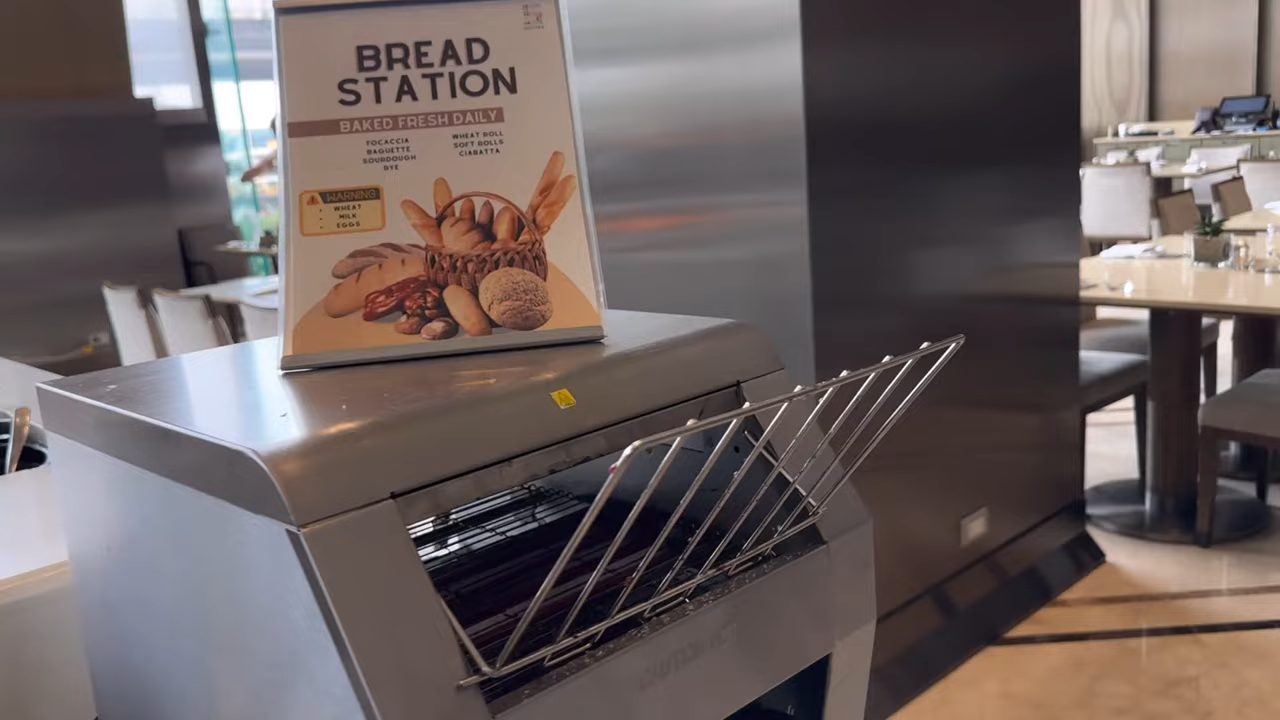 BREAD
STATION
BAKED FRESH DAILY
FOCACCIA
BAGUETTE
SOURDOUGH
RYE
WHEAT ROLL
SOFT ROLLS
CIABATTA
WARNING
• WHEAT
• MILK
• EGGS